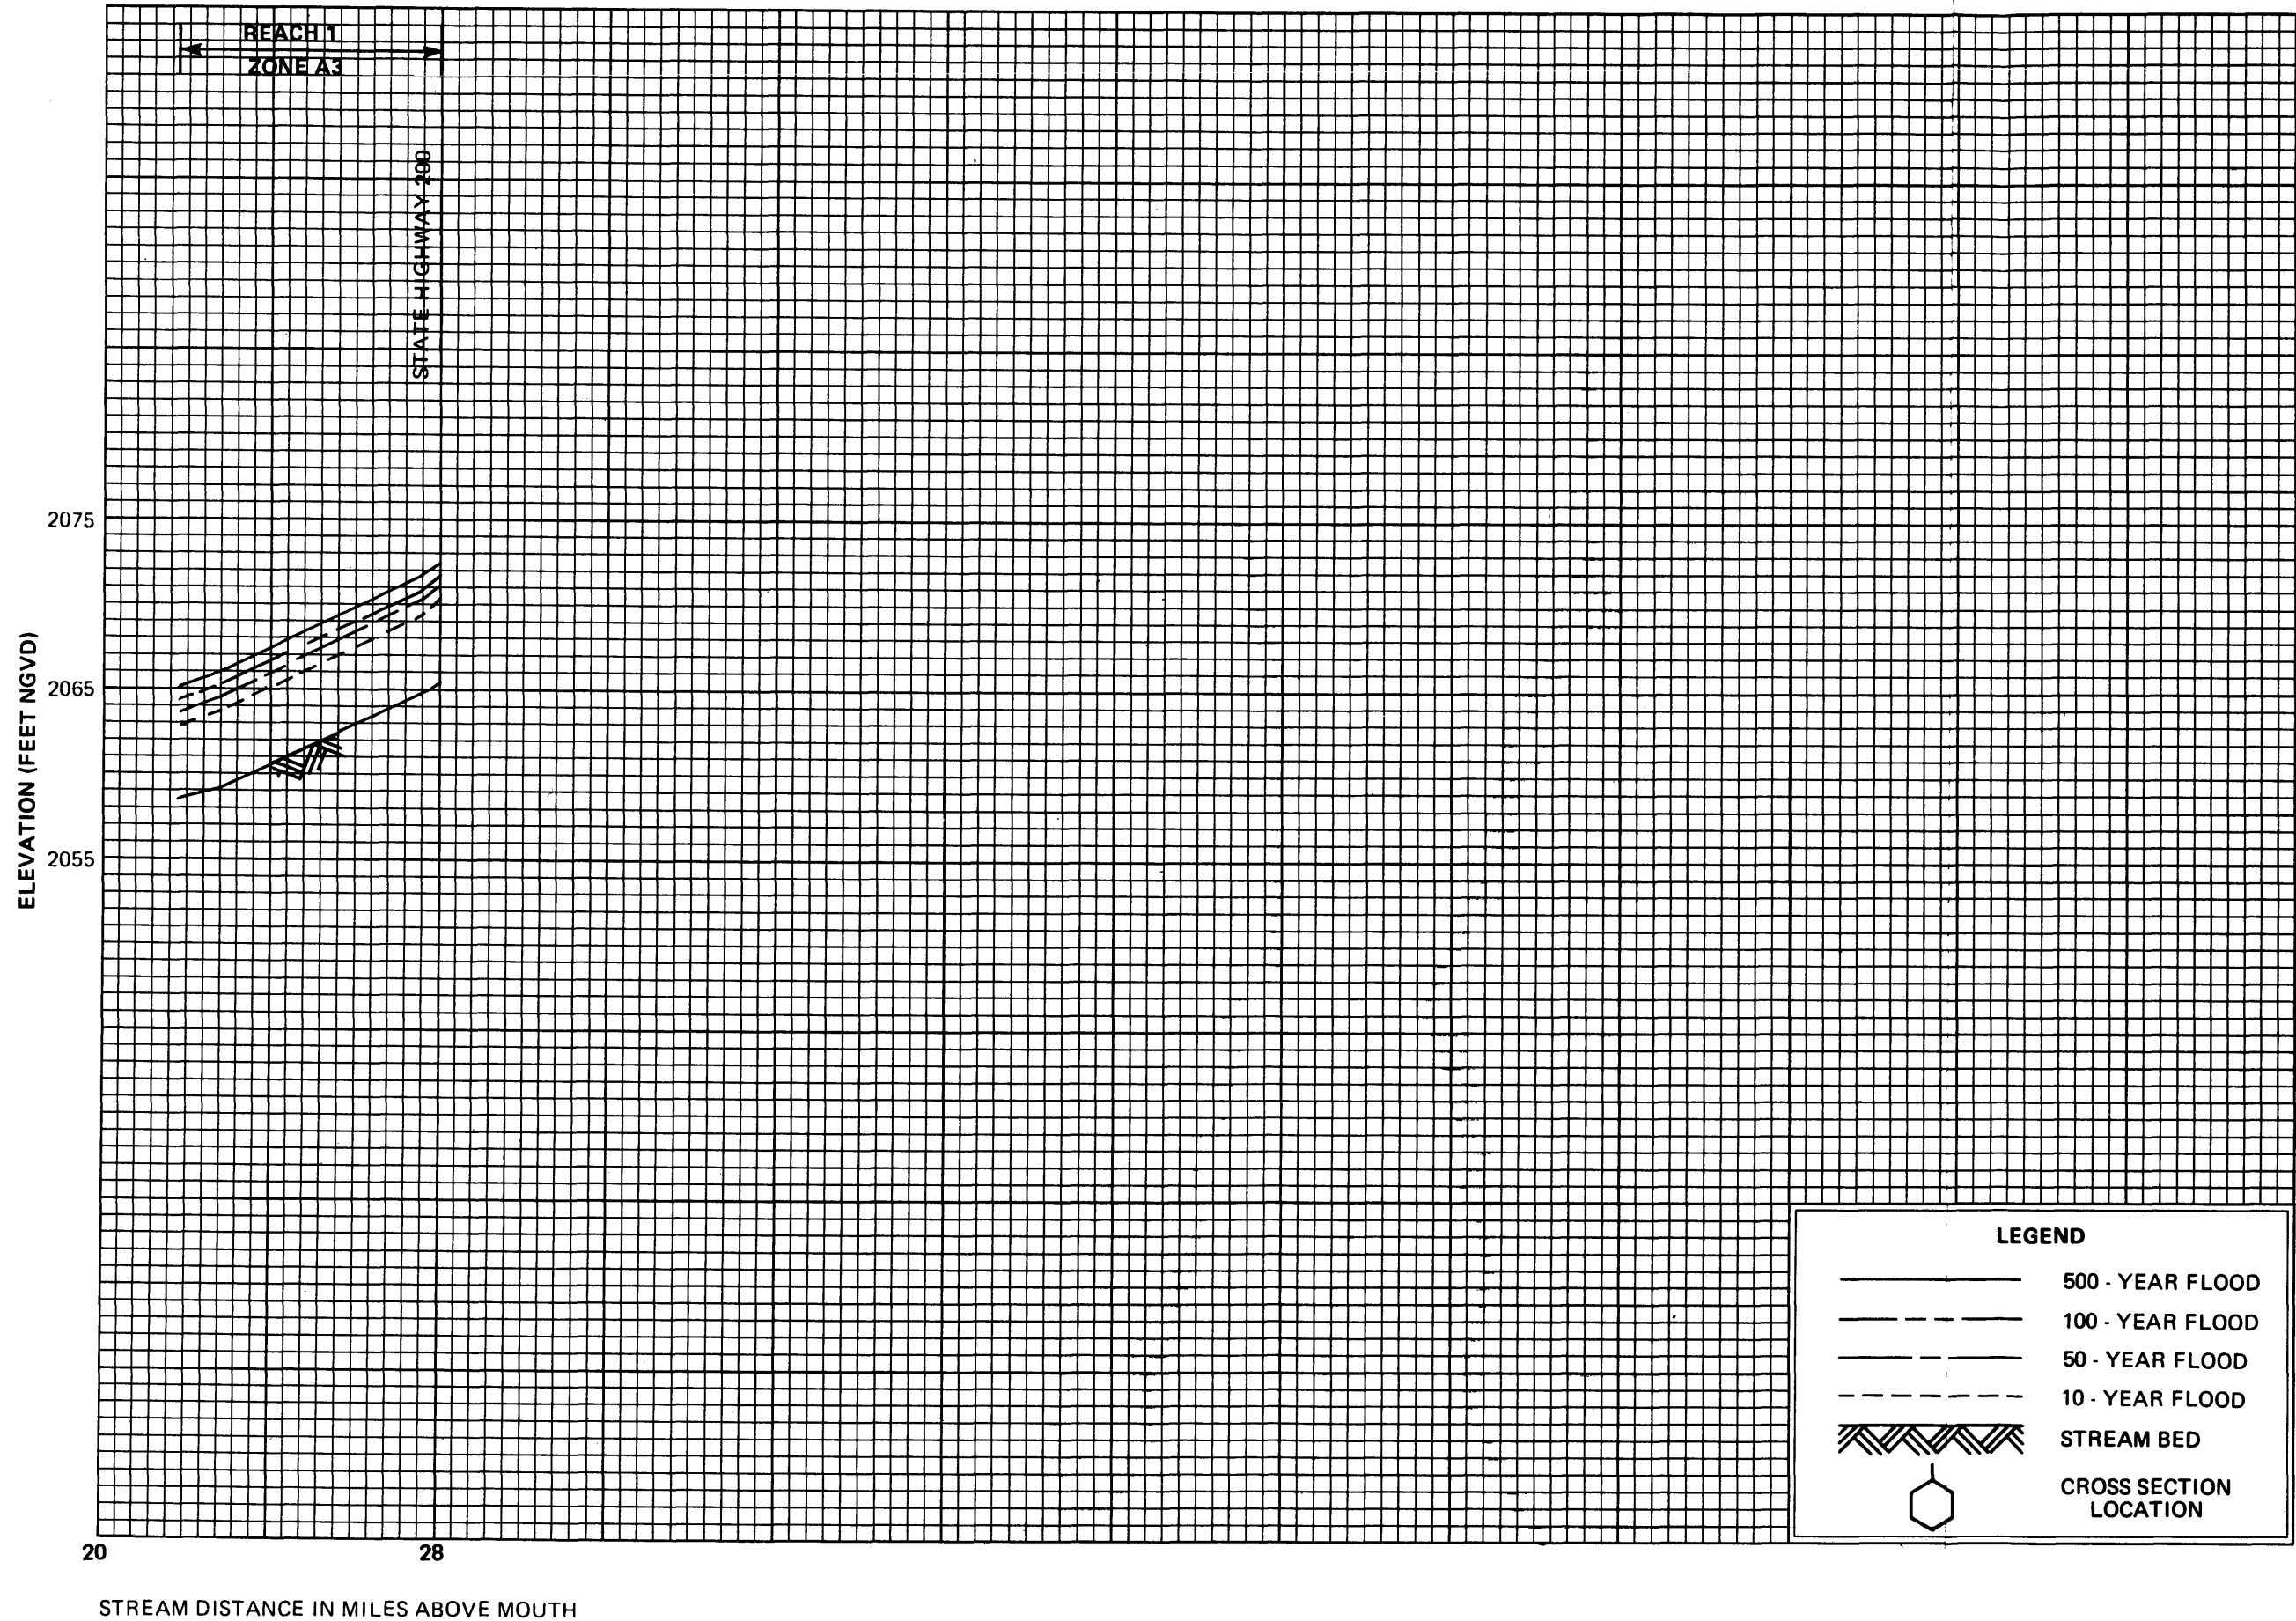 REACH 1
ZONE A3
STATE HIGHWAY 200
ELEVATION (FEET NGVD)
2075
2065
2055
LEGEND
500 - YEAR FLOOD
100 - YEAR FLOOD
50 - YEAR FLOOD
10 - YEAR FLOOD
STREAM BED
CROSS SECTION
LOCATION
20
28
STREAM DISTANCE IN MILES ABOVE MOUTH